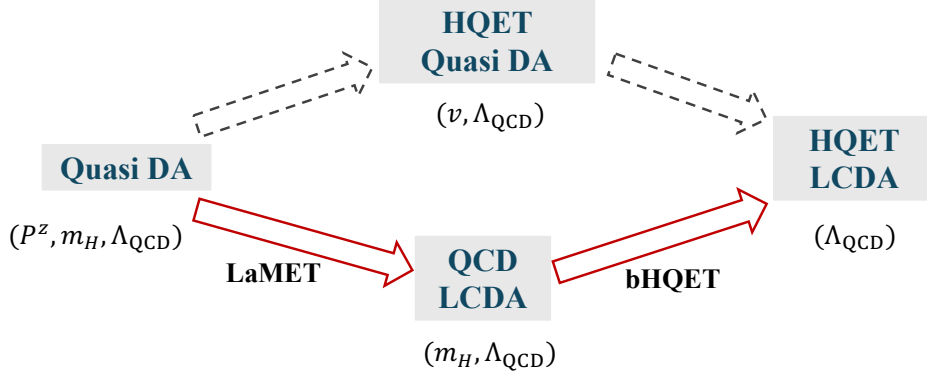 HQET
Quasi DA
(v, Λ_QCD)
Quasi DA
(P^z, m_H, Λ_QCD)
LaMET
QCD
LCDA
(m_H, Λ_QCD)
bHQET
HQET
LCDA
(Λ_QCD)